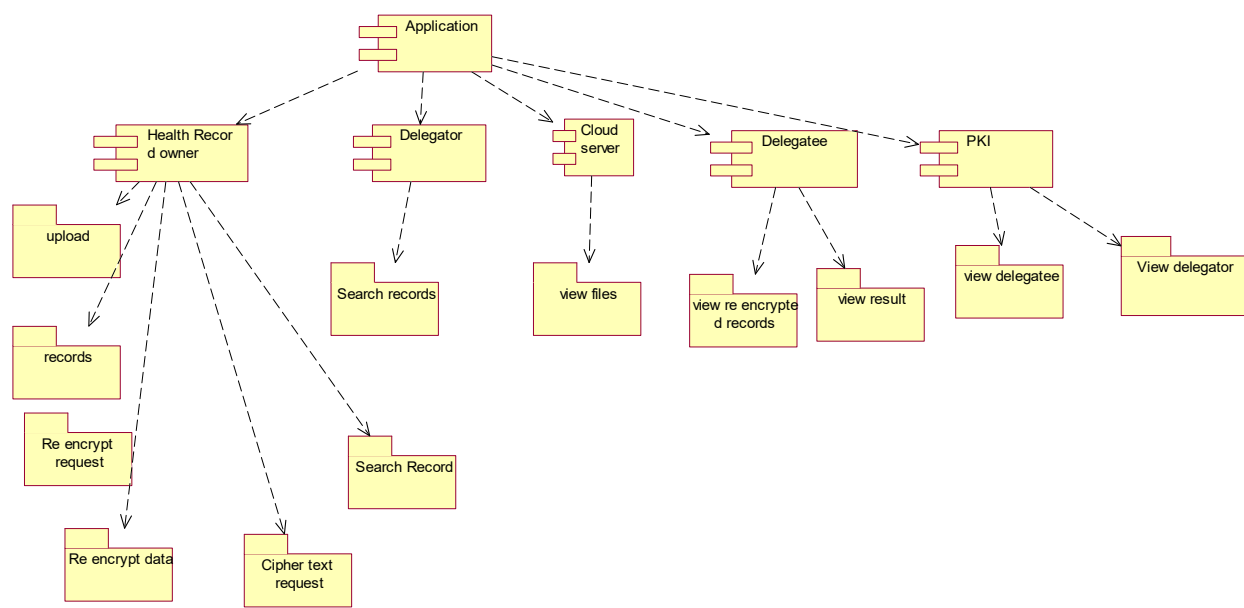 Application
Health Recor
d owner
Delegator
Cloud
server
Delegatee
PKI
upload
Search records
view files
view re encrypte
d records
view result
view delegatee
View delegator
records
Re encrypt
request
Search Record
Re encrypt data
Cipher text
request